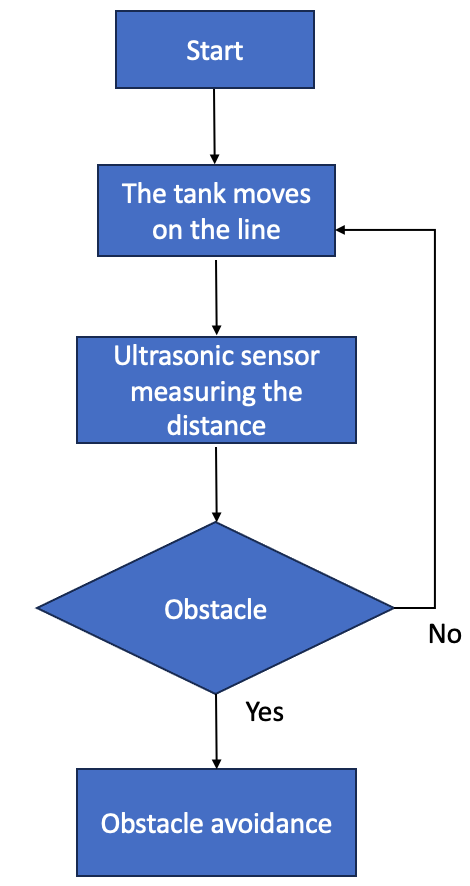 Start
The tank moves
on the line
Ultrasonic sensor
measuring the
distance
Obstacle
No
Yes
Obstacle avoidance